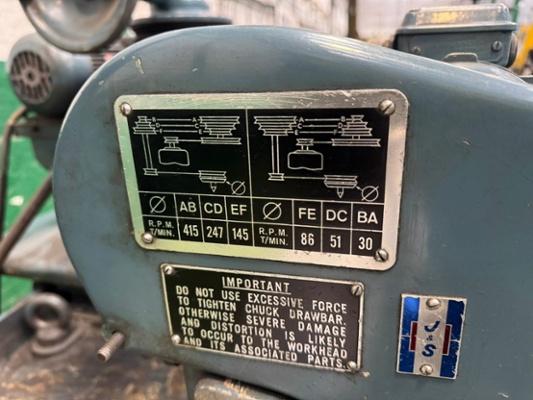 B A
D C
F E
A B
C D
E F
∅ AB CD EF ∅ FE DC BA
R.P.M. T/MIN. 415 247 145 R.P.M. T/MIN. 86 51 30
IMPORTANT
DO NOT USE EXCESSIVE FORCE
TO TIGHTEN CHUCK DRAWBAR,
OTHERWISE SEVERE DAMAGE
AND DISTORTION IS LIKELY
TO OCCUR TO THE WORKHEAD
AND ITS ASSOCIATED PARTS.
J & S